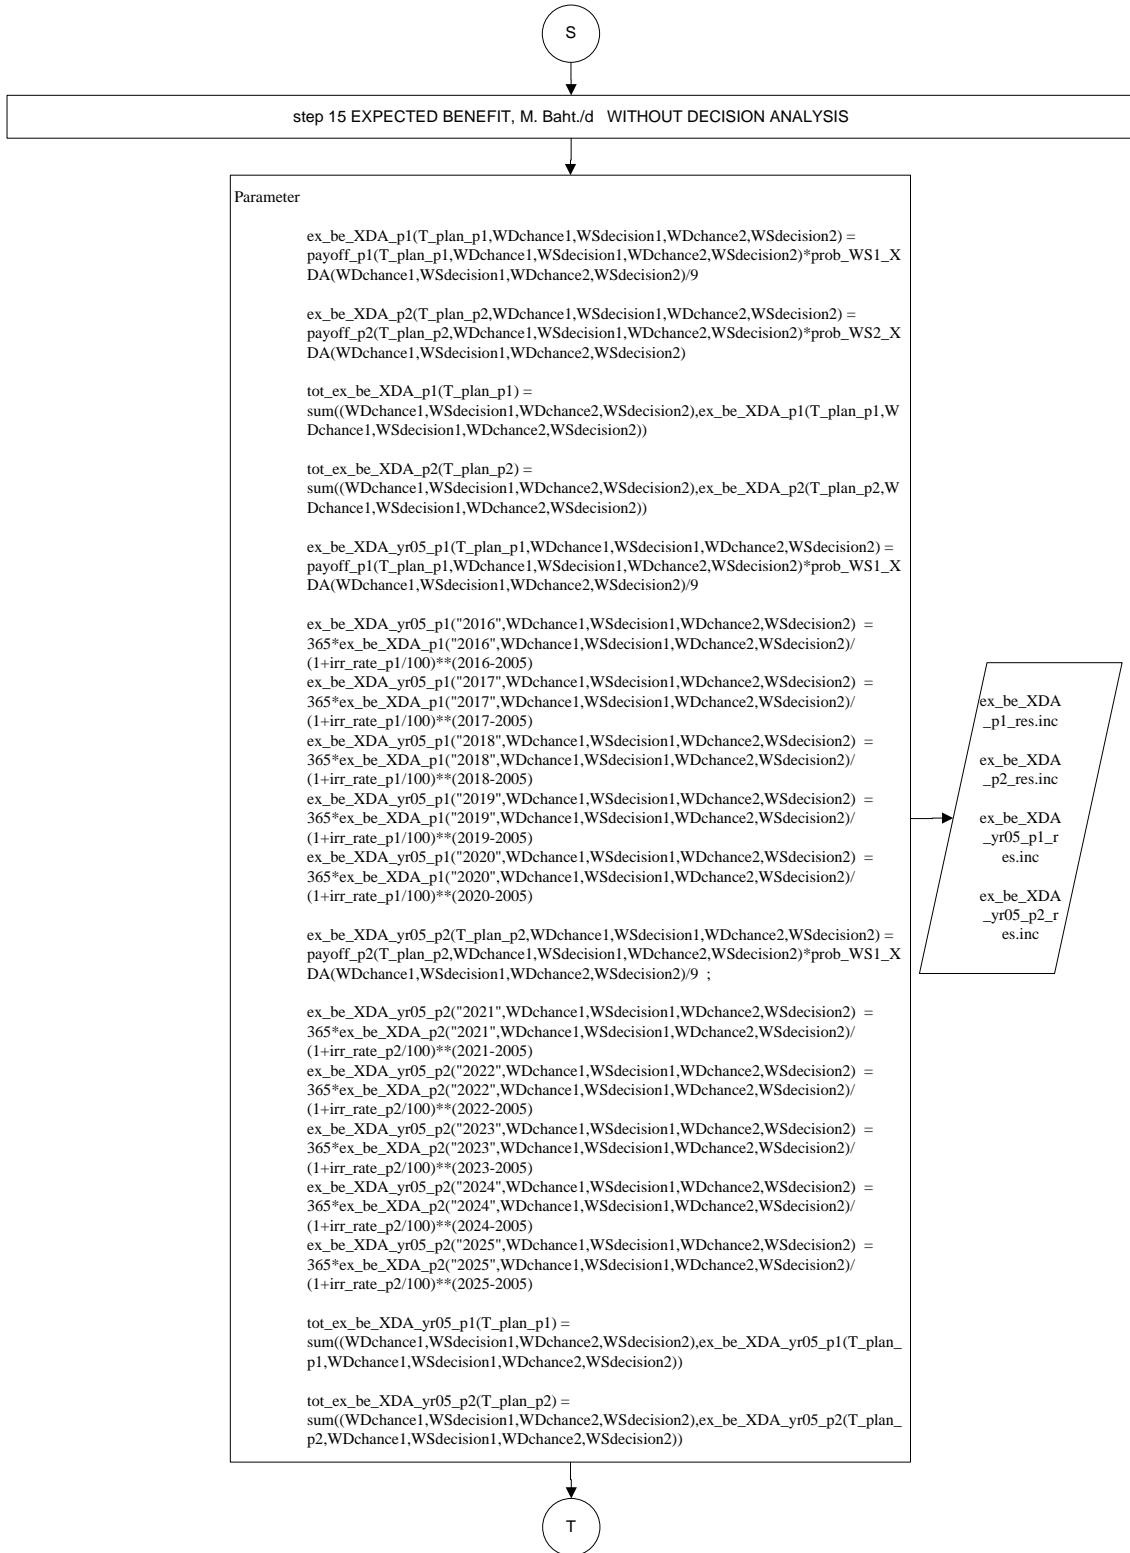 S
step 15 EXPECTED BENEFIT, M. Baht./d   WITHOUT DECISION ANALYSIS
Parameter
ex_be_XDA_p1(T_plan_p1,WDchance1,WSdecision1,WDchance2,WSdecision2) =
payoff_p1(T_plan_p1,WDchance1,WSdecision1,WDchance2,WSdecision2)*prob_WS1_X
DA(WDchance1,WSdecision1,WDchance2,WSdecision2)/9
ex_be_XDA_p2(T_plan_p2,WDchance1,WSdecision1,WDchance2,WSdecision2) =
payoff_p2(T_plan_p2,WDchance1,WSdecision1,WDchance2,WSdecision2)*prob_WS2_X
DA(WDchance1,WSdecision1,WDchance2,WSdecision2)
tot_ex_be_XDA_p1(T_plan_p1) =
sum((WDchance1,WSdecision1,WDchance2,WSdecision2),ex_be_XDA_p1(T_plan_p1,W
Dchance1,WSdecision1,WDchance2,WSdecision2))
tot_ex_be_XDA_p2(T_plan_p2) =
sum((WDchance1,WSdecision1,WDchance2,WSdecision2),ex_be_XDA_p2(T_plan_p2,W
Dchance1,WSdecision1,WDchance2,WSdecision2))
ex_be_XDA_yr05_p1(T_plan_p1,WDchance1,WSdecision1,WDchance2,WSdecision2) =
payoff_p1(T_plan_p1,WDchance1,WSdecision1,WDchance2,WSdecision2)*prob_WS1_X
DA(WDchance1,WSdecision1,WDchance2,WSdecision2)/9
ex_be_XDA_yr05_p1("2016",WDchance1,WSdecision1,WDchance2,WSdecision2)  =
365*ex_be_XDA_p1("2016",WDchance1,WSdecision1,WDchance2,WSdecision2)/
(1+irr_rate_p1/100)**(2016-2005)
ex_be_XDA_yr05_p1("2017",WDchance1,WSdecision1,WDchance2,WSdecision2)  =
365*ex_be_XDA_p1("2017",WDchance1,WSdecision1,WDchance2,WSdecision2)/
(1+irr_rate_p1/100)**(2017-2005)
ex_be_XDA_yr05_p1("2018",WDchance1,WSdecision1,WDchance2,WSdecision2)  =
365*ex_be_XDA_p1("2018",WDchance1,WSdecision1,WDchance2,WSdecision2)/
(1+irr_rate_p1/100)**(2018-2005)
ex_be_XDA_yr05_p1("2019",WDchance1,WSdecision1,WDchance2,WSdecision2)  =
365*ex_be_XDA_p1("2019",WDchance1,WSdecision1,WDchance2,WSdecision2)/
(1+irr_rate_p1/100)**(2019-2005)
ex_be_XDA_yr05_p1("2020",WDchance1,WSdecision1,WDchance2,WSdecision2)  =
365*ex_be_XDA_p1("2020",WDchance1,WSdecision1,WDchance2,WSdecision2)/
(1+irr_rate_p1/100)**(2020-2005)
ex_be_XDA_yr05_p2(T_plan_p2,WDchance1,WSdecision1,WDchance2,WSdecision2) =
payoff_p2(T_plan_p2,WDchance1,WSdecision1,WDchance2,WSdecision2)*prob_WS1_X
DA(WDchance1,WSdecision1,WDchance2,WSdecision2)/9  ;
ex_be_XDA_yr05_p2("2021",WDchance1,WSdecision1,WDchance2,WSdecision2)  =
365*ex_be_XDA_p2("2021",WDchance1,WSdecision1,WDchance2,WSdecision2)/
(1+irr_rate_p2/100)**(2021-2005)
ex_be_XDA_yr05_p2("2022",WDchance1,WSdecision1,WDchance2,WSdecision2)  =
365*ex_be_XDA_p2("2022",WDchance1,WSdecision1,WDchance2,WSdecision2)/
(1+irr_rate_p2/100)**(2022-2005)
ex_be_XDA_yr05_p2("2023",WDchance1,WSdecision1,WDchance2,WSdecision2)  =
365*ex_be_XDA_p2("2023",WDchance1,WSdecision1,WDchance2,WSdecision2)/
(1+irr_rate_p2/100)**(2023-2005)
ex_be_XDA_yr05_p2("2024",WDchance1,WSdecision1,WDchance2,WSdecision2)  =
365*ex_be_XDA_p2("2024",WDchance1,WSdecision1,WDchance2,WSdecision2)/
(1+irr_rate_p2/100)**(2024-2005)
ex_be_XDA_yr05_p2("2025",WDchance1,WSdecision1,WDchance2,WSdecision2)  =
365*ex_be_XDA_p2("2025",WDchance1,WSdecision1,WDchance2,WSdecision2)/
(1+irr_rate_p2/100)**(2025-2005)
tot_ex_be_XDA_yr05_p1(T_plan_p1) =
sum((WDchance1,WSdecision1,WDchance2,WSdecision2),ex_be_XDA_yr05_p1(T_plan_
p1,WDchance1,WSdecision1,WDchance2,WSdecision2))
tot_ex_be_XDA_yr05_p2(T_plan_p2) =
sum((WDchance1,WSdecision1,WDchance2,WSdecision2),ex_be_XDA_yr05_p2(T_plan_
p2,WDchance1,WSdecision1,WDchance2,WSdecision2))
ex_be_XDA
_p1_res.inc
ex_be_XDA
_p2_res.inc
ex_be_XDA
_yr05_p1_r
es.inc
ex_be_XDA
_yr05_p2_r
es.inc
T